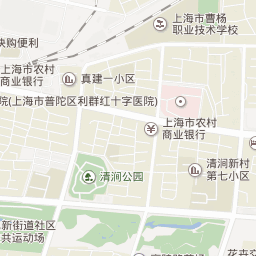 上海市曹杨
职业技术学校
快购便利
上海市农村
商业银行
真建一小区
院(上海市普陀区利群红十字医院)
上海市农村
商业银行
清涧新村
第七小区
清涧公园
新街道社区
共运动场
花卉